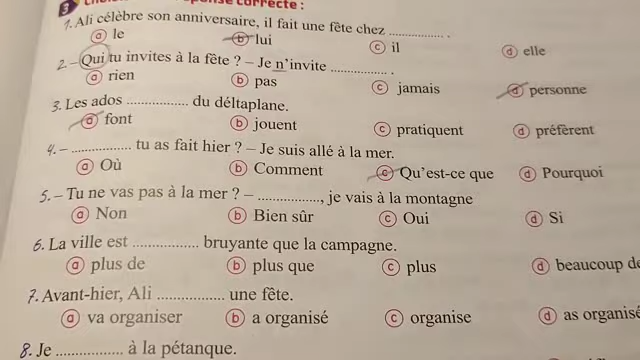 3 correcte :
1. Ali célèbre son anniversaire, il fait une fête chez .................. .
a le b lui c il d elle
2 - Qui tu invites à la fête ? – Je n'invite .................. .
a rien b pas c jamais d personne
3. Les ados .................. du déltaplane.
a font b jouent c pratiquent d préfèrent
4. – .................. tu as fait hier ? – Je suis allé à la mer.
a Où b Comment c Qu'est-ce que d Pourquoi
5. – Tu ne vas pas à la mer ? – .................., je vais à la montagne
a Non b Bien sûr c Oui d Si
6. La ville est .................. bruyante que la campagne.
a plus de b plus que c plus d beaucoup de
7. Avant-hier, Ali .................. une fête.
a va organiser b a organisé c organise d as organisé
8. Je .................. à la pétanque.